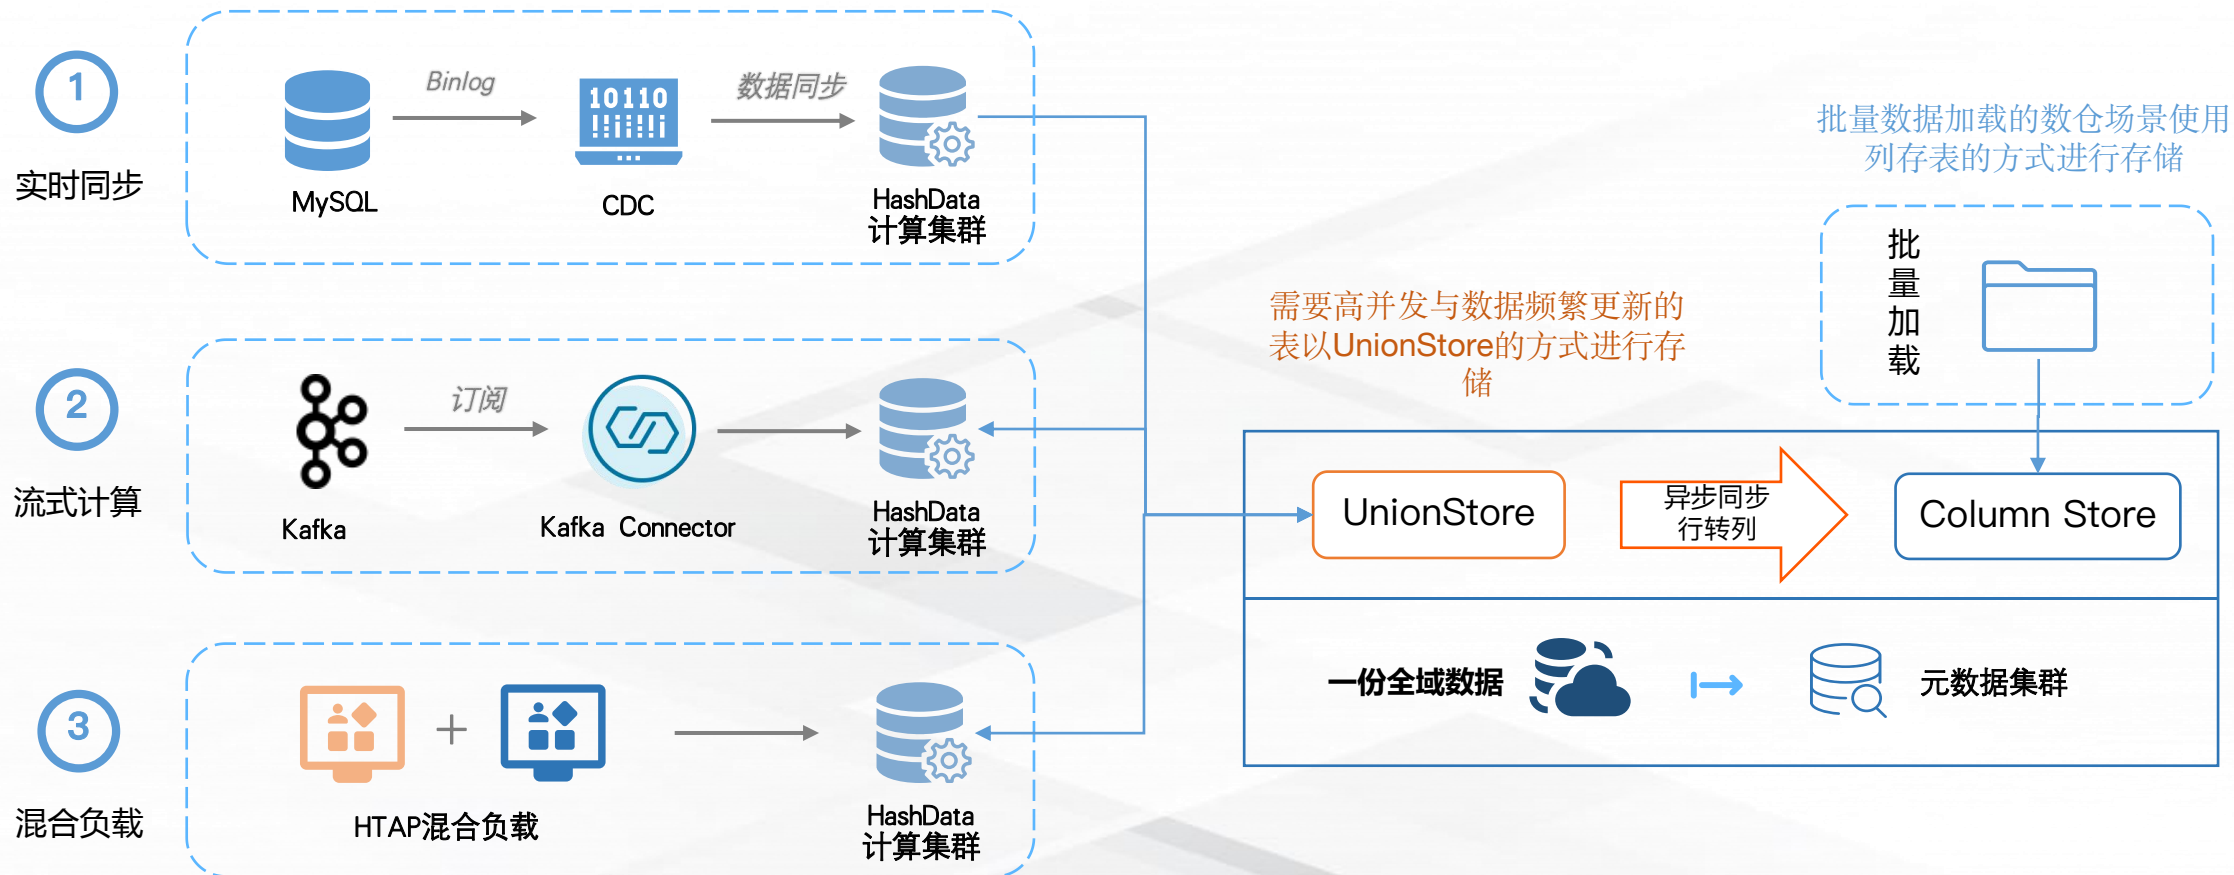 1
实时同步
Binlog
数据同步
10110
MySQL
CDC
HashData
计算集群
2
流式计算
订阅
Kafka
Kafka Connector
HashData
计算集群
3
混合负载
+
HTAP混合负载
HashData
计算集群
需要高并发与数据频繁更新的
表以UnionStore的方式进行存
储
批量数据加载的数仓场景使用
列存表的方式进行存储
批
量
加
载
UnionStore
异步同步
行转列
Column Store
一份全域数据
元数据集群